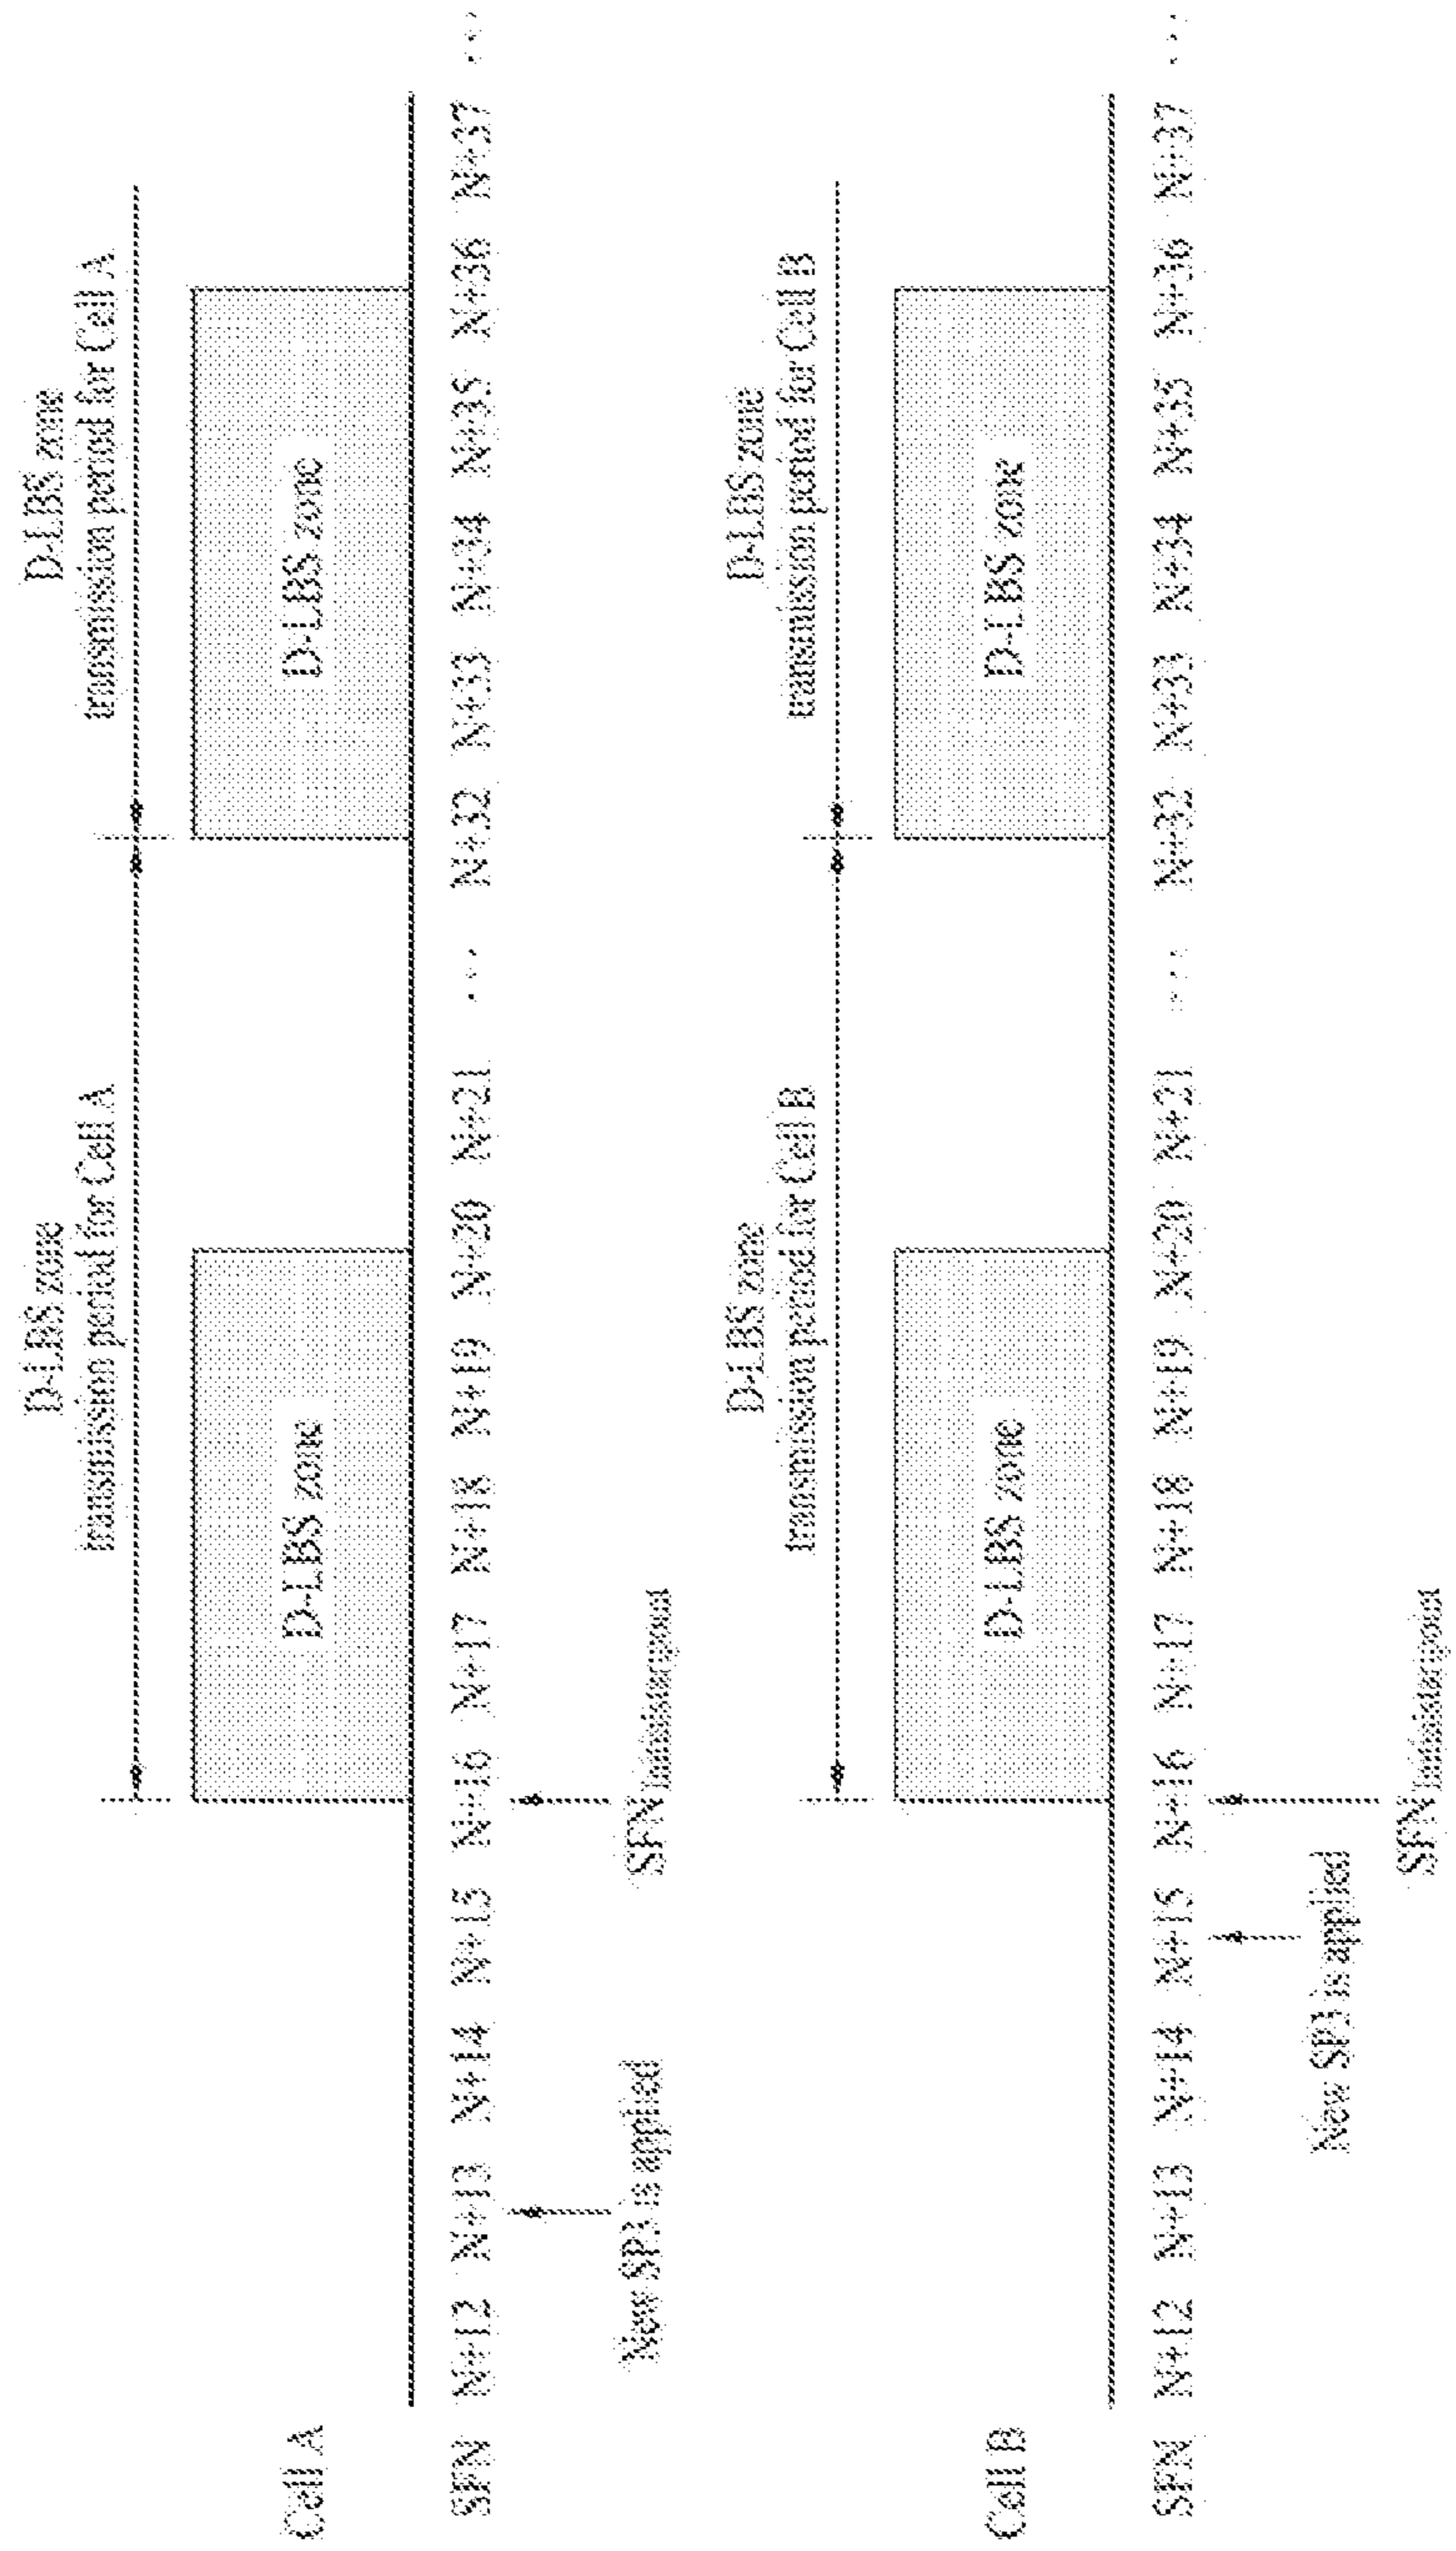 D-LBS zone
transmission period for Cell A
D-LBS zone
transmission period for Cell A
Cell A
D-LBS zone
D-LBS zone
SFN N+12 N+13 N+14 N+15 N+16 N+17 N+18 N+19 N+20 N+21 ... N+32 N+33 N+34 N+35 N+36 N+37 ...
New SP3 is applied
SFN
D-LBS zone
transmission period for Cell B
D-LBS zone
transmission period for Cell B
Cell B
D-LBS zone
D-LBS zone
SFN N+12 N+13 N+14 N+15 N+16 N+17 N+18 N+19 N+20 N+21 ... N+32 N+33 N+34 N+35 N+36 N+37 ...
New SP3 is applied
SFN